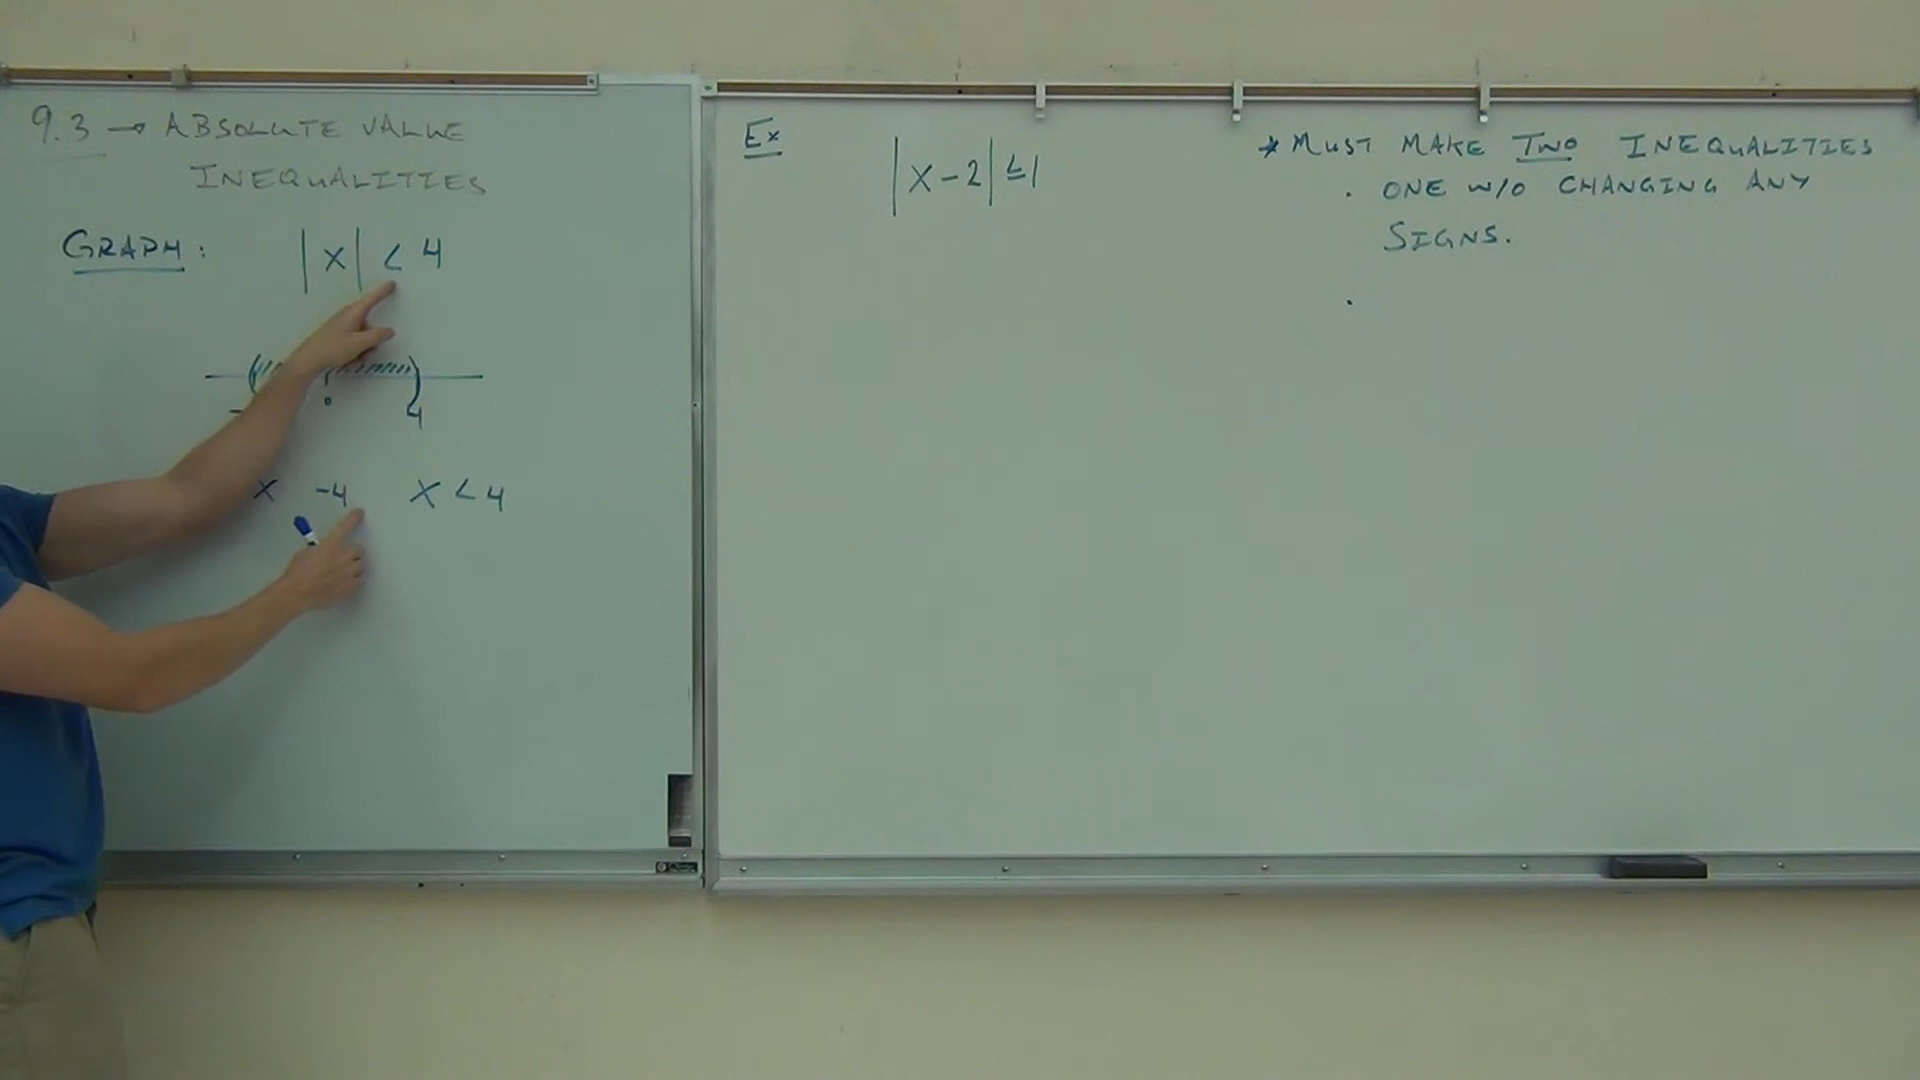 9.3 → ABSOLUTE VALUE
INEQUALITIES
GRAPH: |x| < 4
0 4
x -4 x < 4
Ex |x-2| ≤ 1
* MUST MAKE TWO INEQUALITIES
· ONE W/O CHANGING ANY
SIGNS.
·